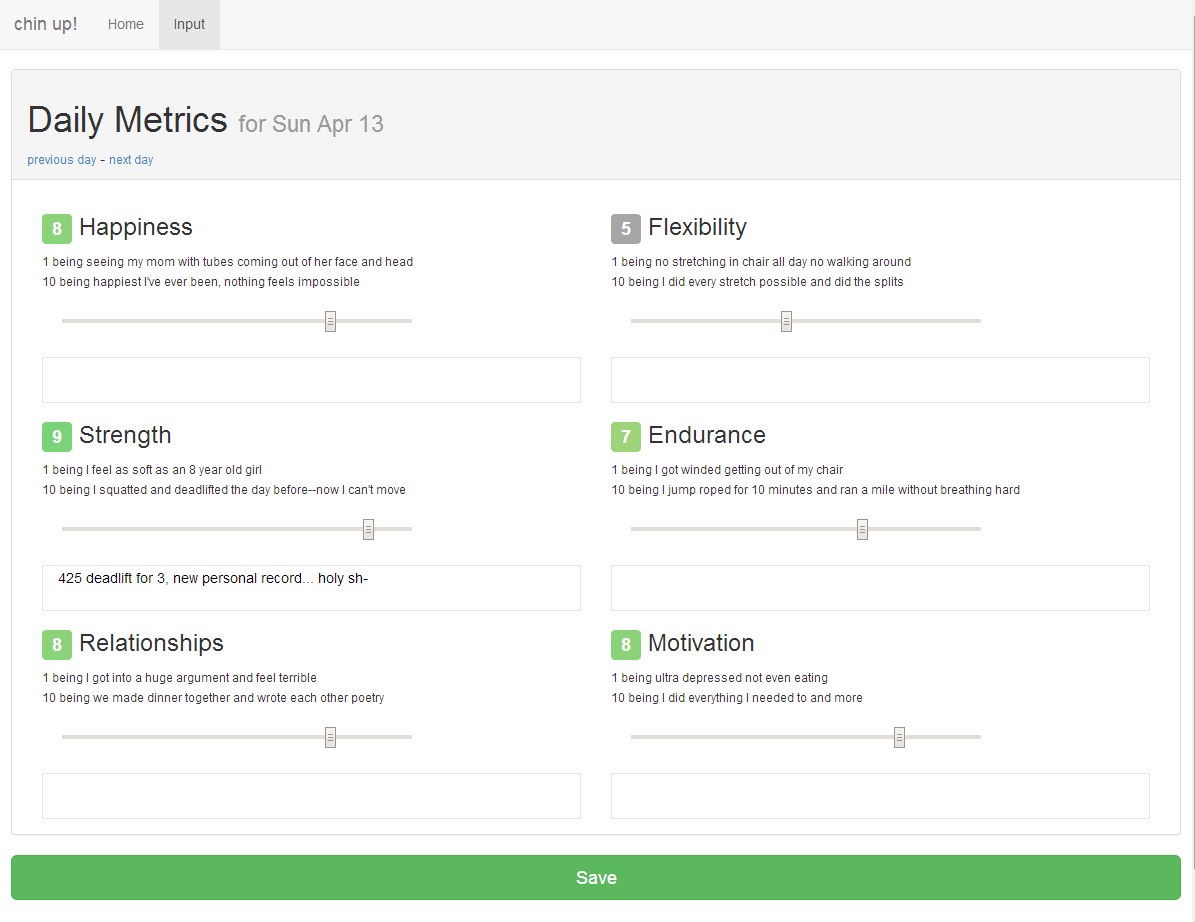 chin up! Home Input
Daily Metrics for Sun Apr 13
previous day - next day
8 Happiness
1 being seeing my mom with tubes coming out of her face and head
10 being happiest I've ever been, nothing feels impossible
5 Flexibility
1 being no stretching in chair all day no walking around
10 being I did every stretch possible and did the splits
9 Strength
1 being I feel as soft as an 8 year old girl
10 being I squatted and deadlifted the day before--now I can't move
425 deadlift for 3, new personal record... holy sh-
7 Endurance
1 being I got winded getting out of my chair
10 being I jump roped for 10 minutes and ran a mile without breathing hard
8 Relationships
1 being I got into a huge argument and feel terrible
10 being we made dinner together and wrote each other poetry
8 Motivation
1 being ultra depressed not even eating
10 being I did everything I needed to and more
Save